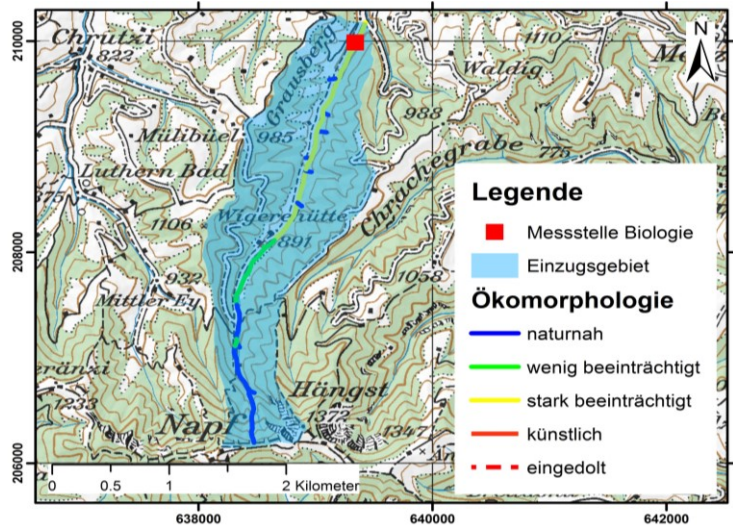 210000
208000
206000
Chrutzi
822
Gransberg
1110
Waldig
N
988
985
Mülibüel
Luthern Bad
Chrachegrabe
775
Wigerehütte
891
1106
932
Mittler Ey
1058
Hängst
1372
1347
Napf
1233
0 0.5 1 2 Kilometer
638000 640000 642000
Legende
Messstelle Biologie
Einzugsgebiet
Ökomorphologie
naturnah
wenig beeinträchtigt
stark beeinträchtigt
künstlich
eingedolt